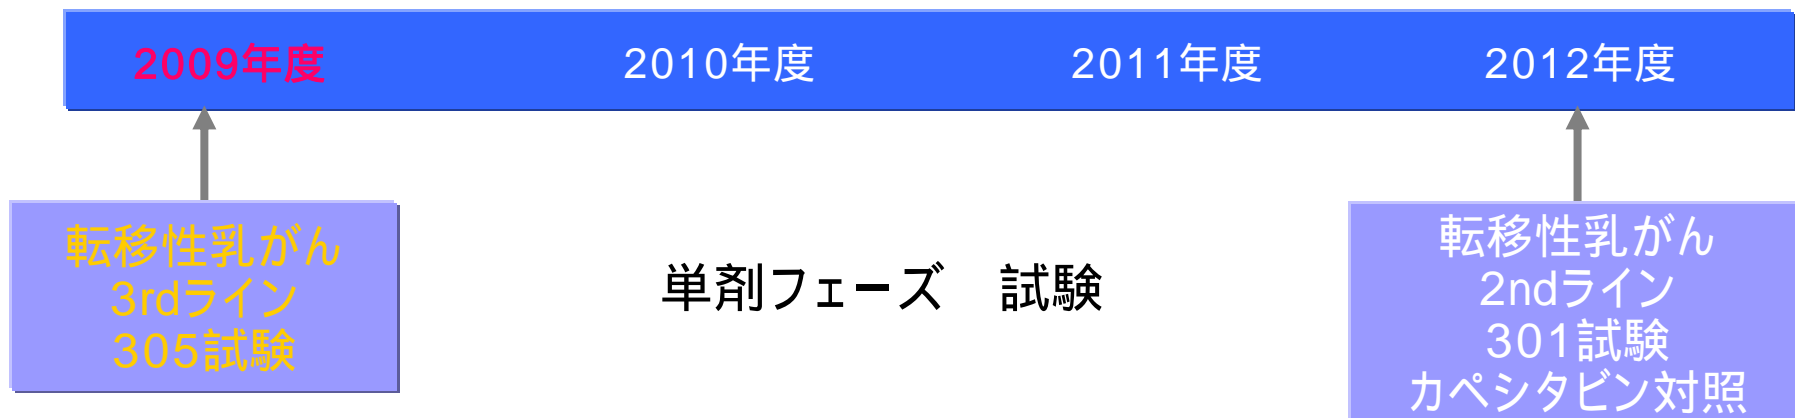 2009年度 2010年度 2011年度 2012年度
転移性乳がん
3rdライン
305試験
単剤フェーズ　試験
転移性乳がん
2ndライン
301試験
カペシタビン対照